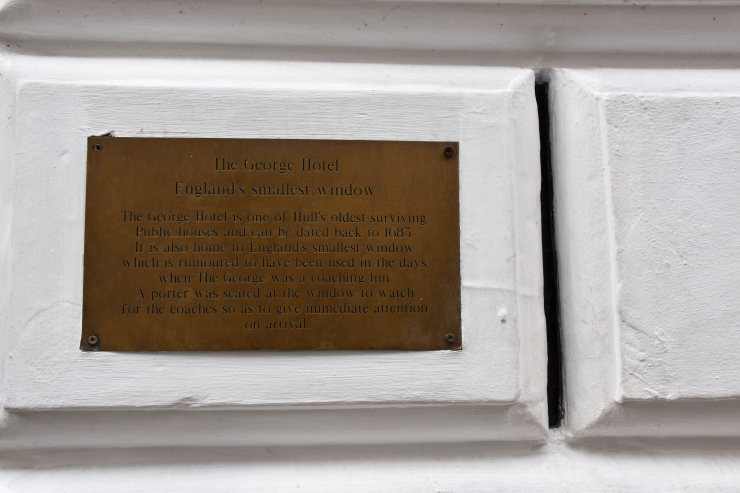 The George Hotel
England's smallest window
The George Hotel is one of Hull's oldest surviving
Public houses and can be dated back to 1683.
It is also home to England's smallest window
which is rumoured to have been used in the days
when The George was a coaching Inn.
A porter was seated at the window to watch
For the coaches so as to give immediate attention
on arrival.